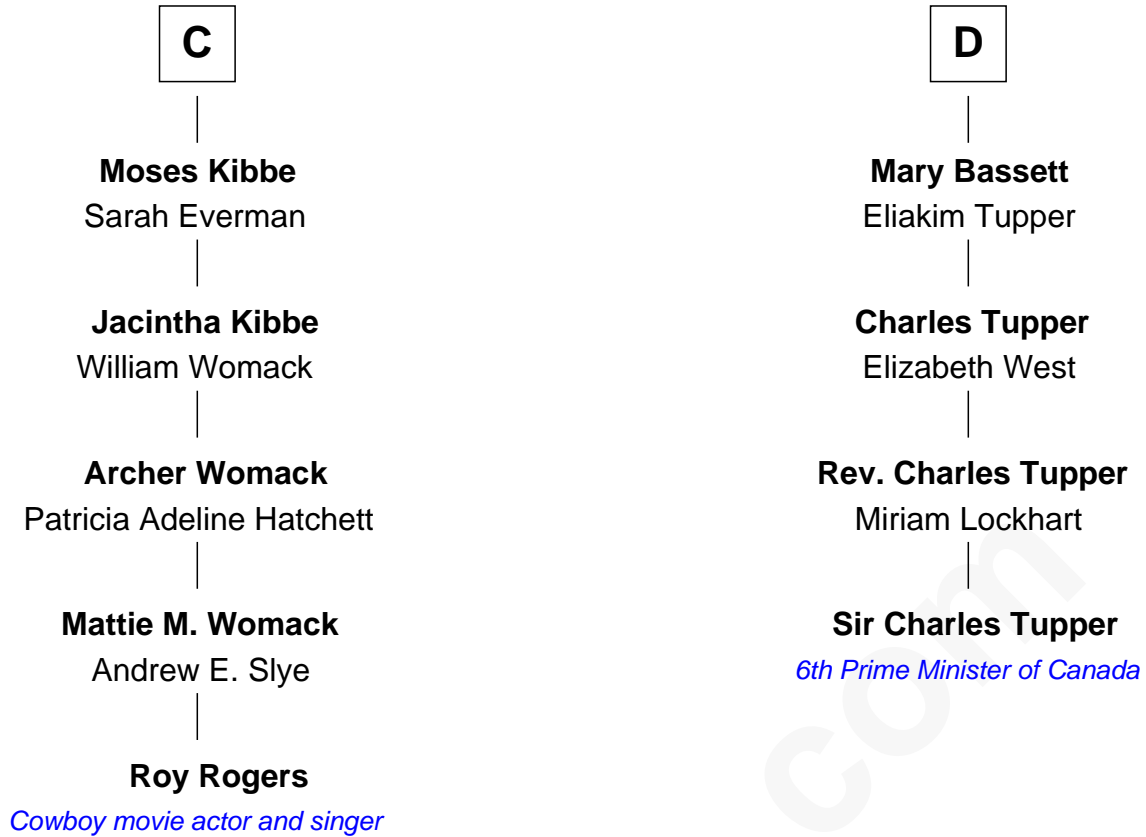 C
Moses Kibbe
Sarah Everman
Jacintha Kibbe
William Womack
Archer Womack
Patricia Adeline Hatchett
Mattie M. Womack
Andrew E. Slye
Roy Rogers
Cowboy movie actor and singer
D
Mary Bassett
Eliakim Tupper
Charles Tupper
Elizabeth West
Rev. Charles Tupper
Miriam Lockhart
Sir Charles Tupper
6th Prime Minister of Canada
com